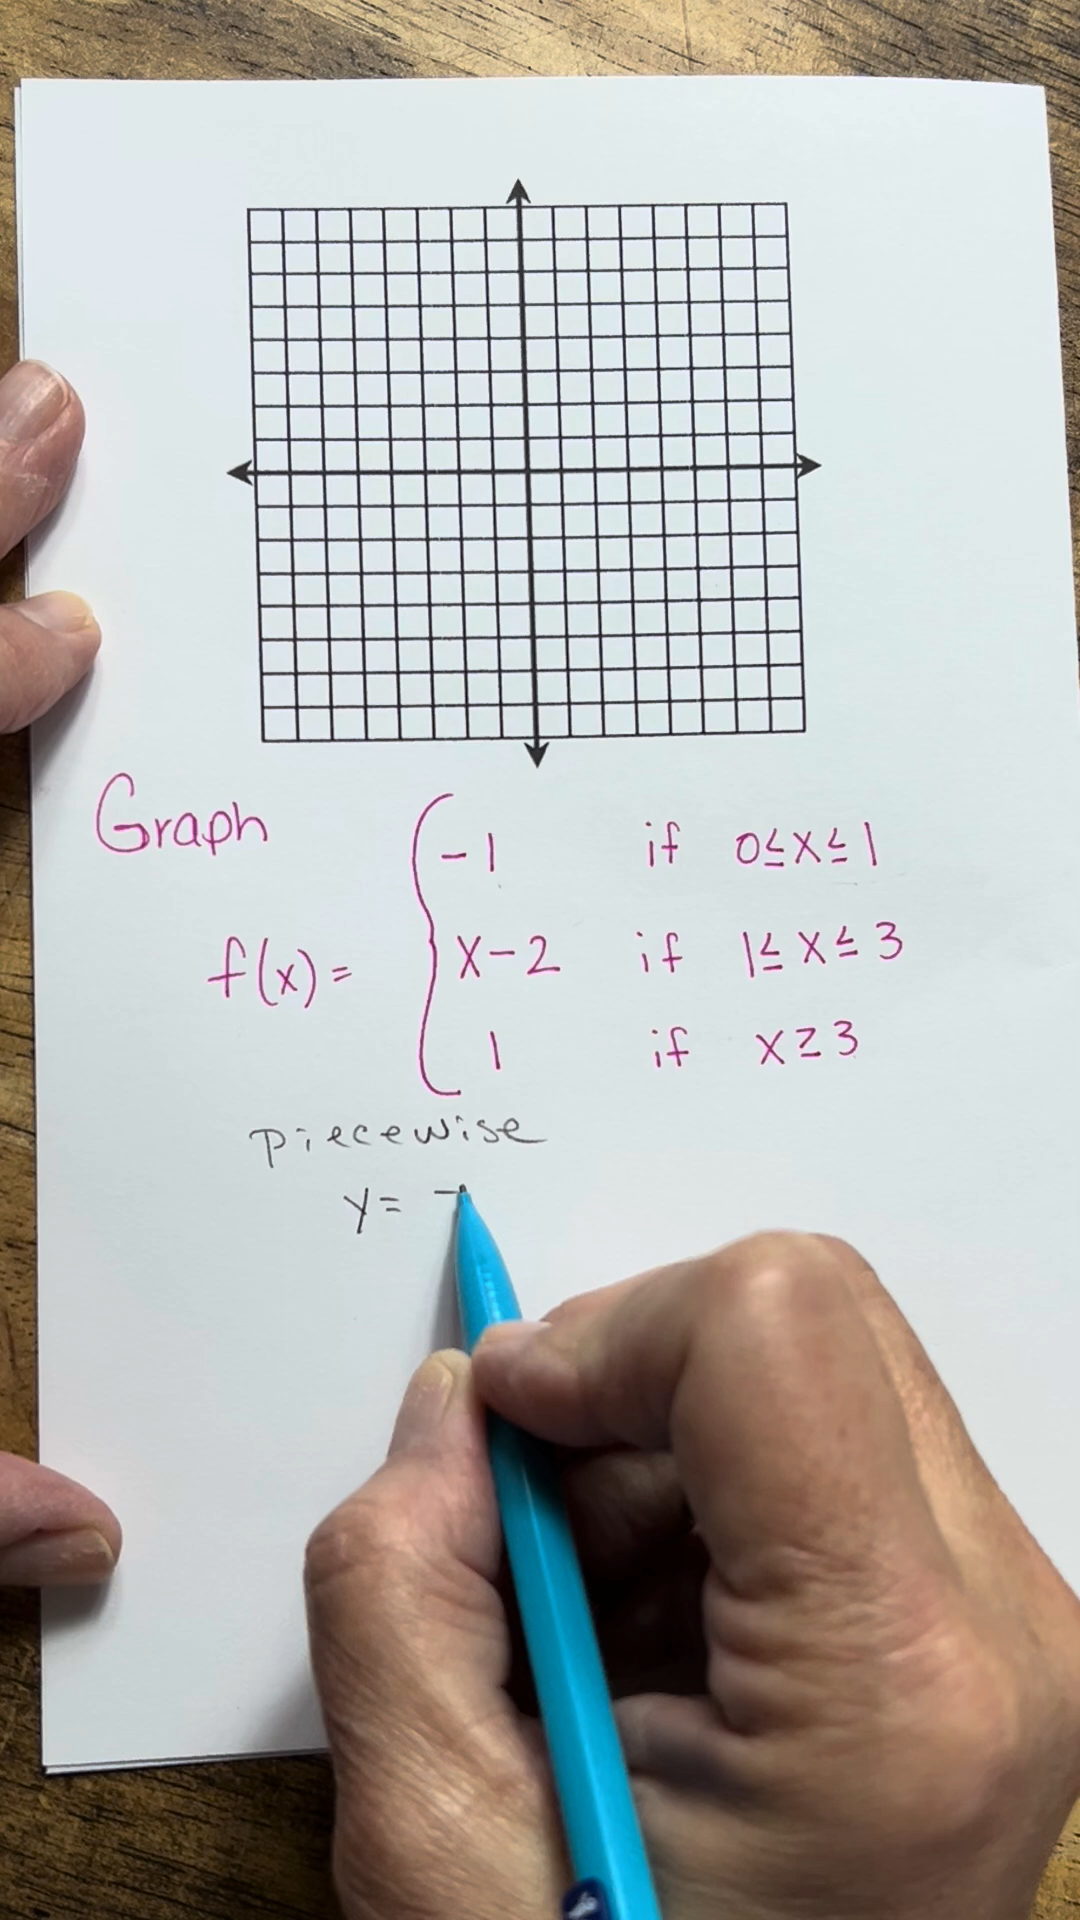 Graph
f(x) = { -1 if 0≤x≤1
x-2 if 1≤x≤3
1 if x≥3
piecewise
y= -